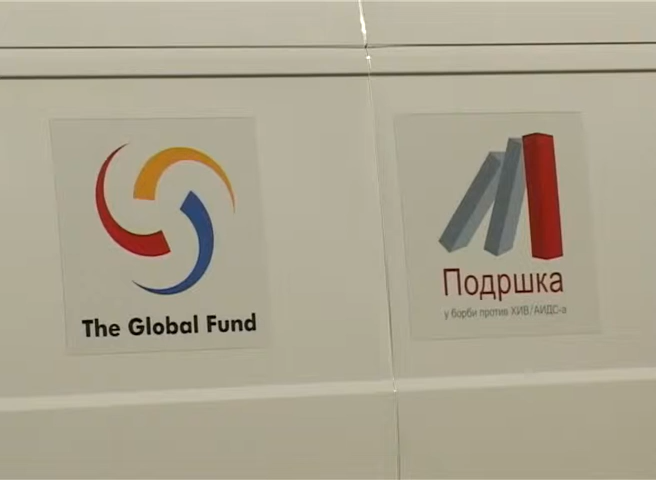 The Global Fund
Подршка
у борби против ХИВ/АИДС-а